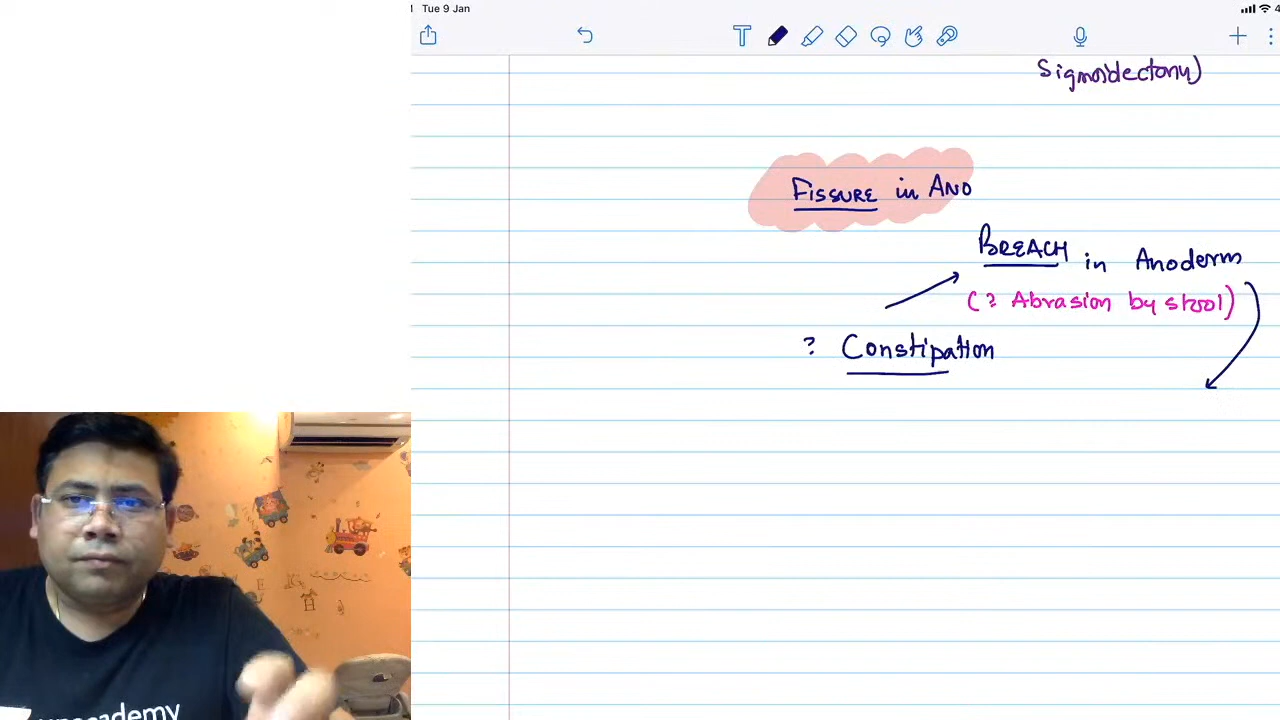 Tue 9 Jan
Sigmoidectomy)
FISSURE in ANO
BREACH in Anoderm
(? Abrasion by stool)
? Constipation